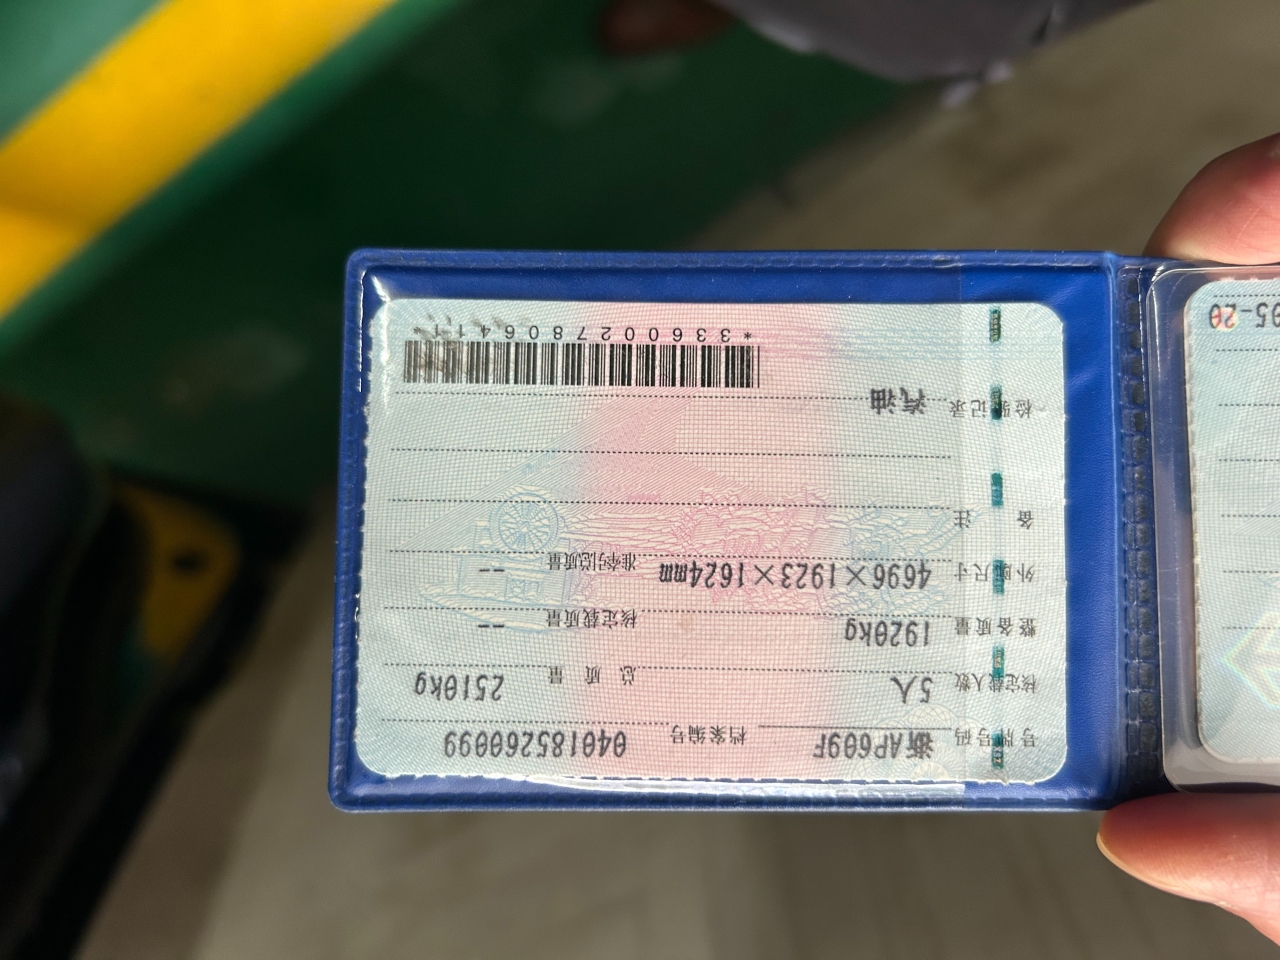 号牌号码 浙AP609F 档案编号 040185260099
核定载人数 5人 总质量 2510kg
整备质量 1920kg 核定载质量 --
外廓尺寸 4696×1923×1624mm 准牵引总质量 --
备注
检验记录 汽油
*3360027806411*
05-20